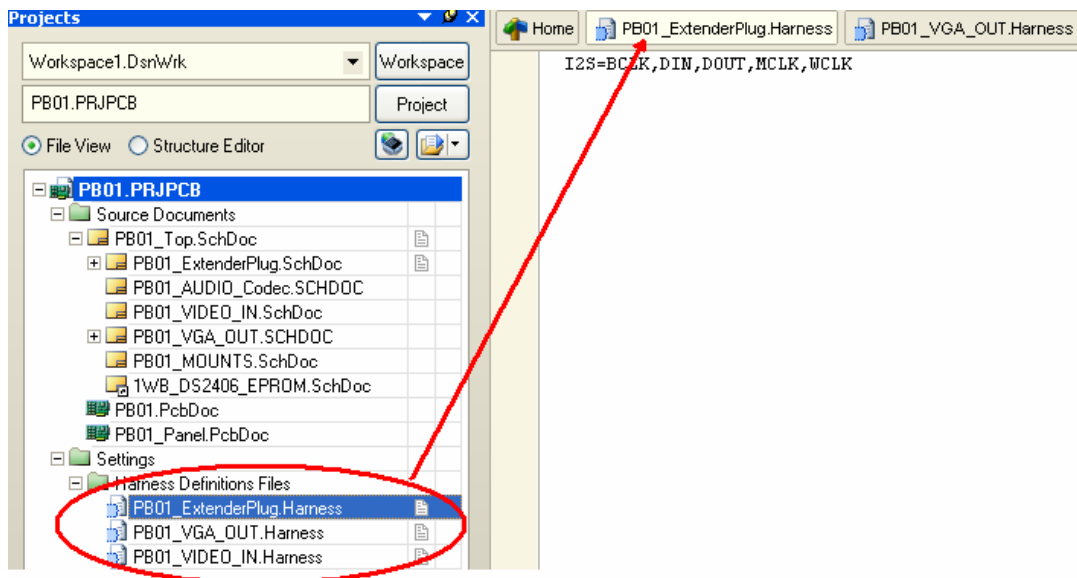 Projects
Workspace1.DsnWrk Workspace
PB01.PRJPCB Project
File View Structure Editor
PB01.PRJPCB
Source Documents
PB01_Top.SchDoc
PB01_ExtenderPlug.SchDoc
PB01_AUDIO_Codec.SCHDOC
PB01_VIDEO_IN.SchDoc
PB01_VGA_OUT.SCHDOC
PB01_MOUNTS.SchDoc
1WB_DS2406_EPROM.SchDoc
PB01.PcbDoc
PB01_Panel.PcbDoc
Settings
Harness Definitions Files
PB01_ExtenderPlug.Harness
PB01_VGA_OUT.Harness
PB01_VIDEO_IN.Harness
Home PB01_ExtenderPlug.Harness PB01_VGA_OUT.Harness
I2S=BCLK,DIN,DOUT,MCLK,WCLK